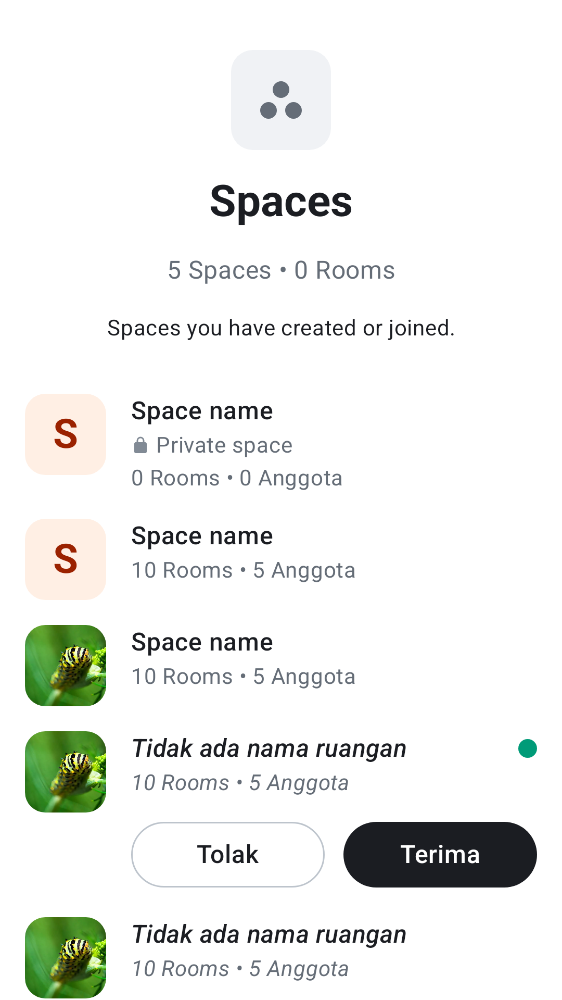 Spaces
5 Spaces • 0 Rooms
Spaces you have created or joined.
S
Space name
Private space
0 Rooms • 0 Anggota
S
Space name
10 Rooms • 5 Anggota
Space name
10 Rooms • 5 Anggota
Tidak ada nama ruangan
10 Rooms • 5 Anggota
Tolak
Terima
Tidak ada nama ruangan
10 Rooms • 5 Anggota